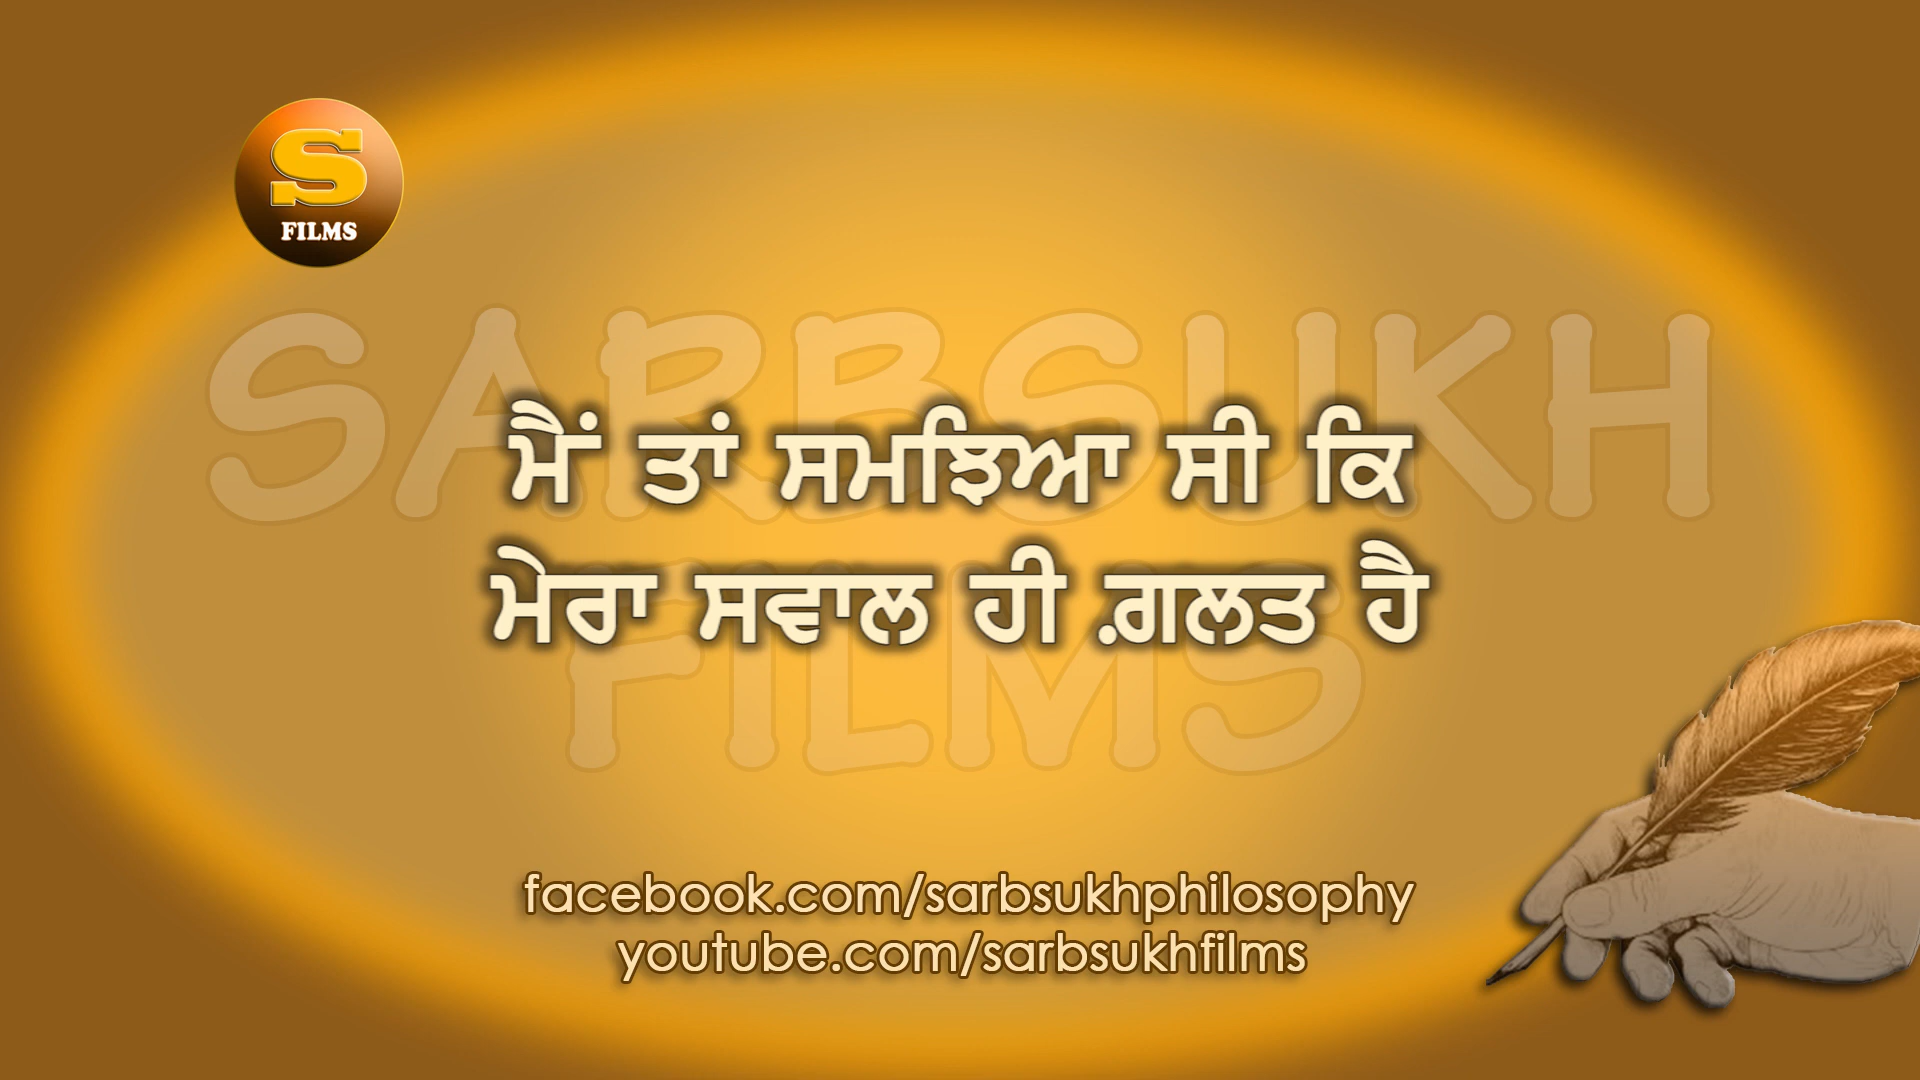 S
FILMS
SARBSUKH
ਮੈਂ ਤਾਂ ਸਮਝਿਆ ਸੀ ਕਿ
ਮੇਰਾ ਸਵਾਲ ਹੀ ਗ਼ਲਤ ਹੈ
FILMS
facebook.com/sarbsukhphilosophy
youtube.com/sarbsukhfilms